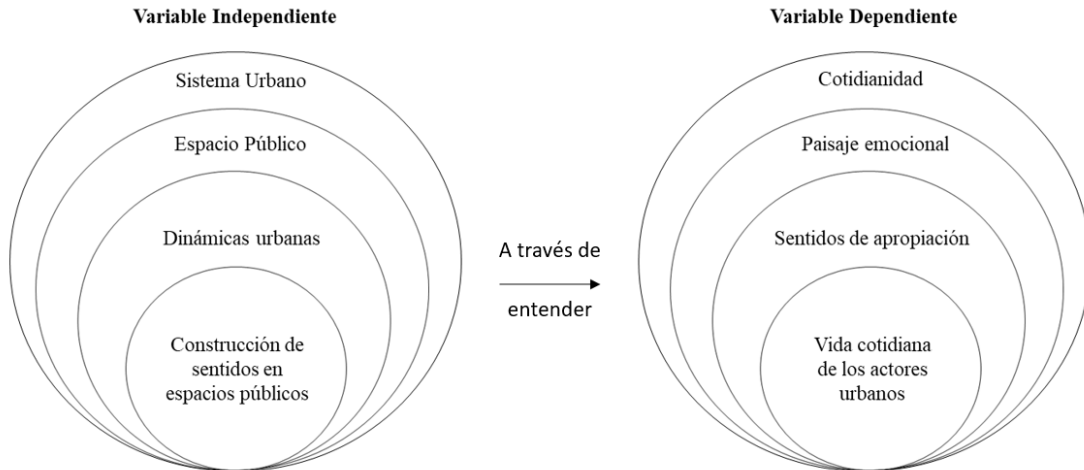 Variable Independiente
Sistema Urbano
Espacio Público
Dinámicas urbanas
Construcción de
sentidos en
espacios públicos
A través de
entender
Variable Dependiente
Cotidianidad
Paisaje emocional
Sentidos de apropiación
Vida cotidiana
de los actores
urbanos